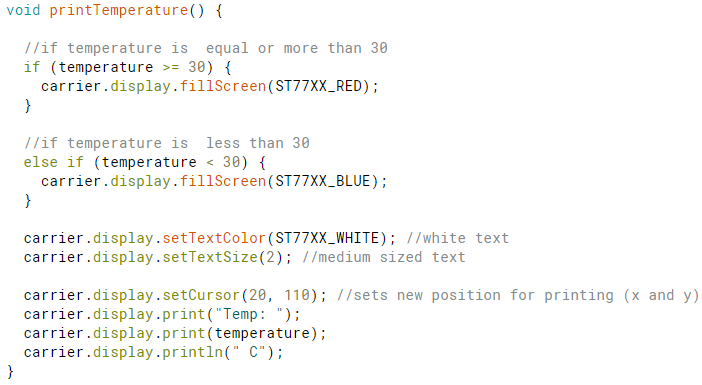 void printTemperature() {
  //if temperature is  equal or more than 30
  if (temperature >= 30) {
    carrier.display.fillScreen(ST77XX_RED);
  }
  //if temperature is  less than 30
  else if (temperature < 30) {
    carrier.display.fillScreen(ST77XX_BLUE);
  }
  carrier.display.setTextColor(ST77XX_WHITE); //white text
  carrier.display.setTextSize(2); //medium sized text
  carrier.display.setCursor(20, 110); //sets new position for printing (x and y)
  carrier.display.print("Temp: ");
  carrier.display.print(temperature);
  carrier.display.println(" C");
}